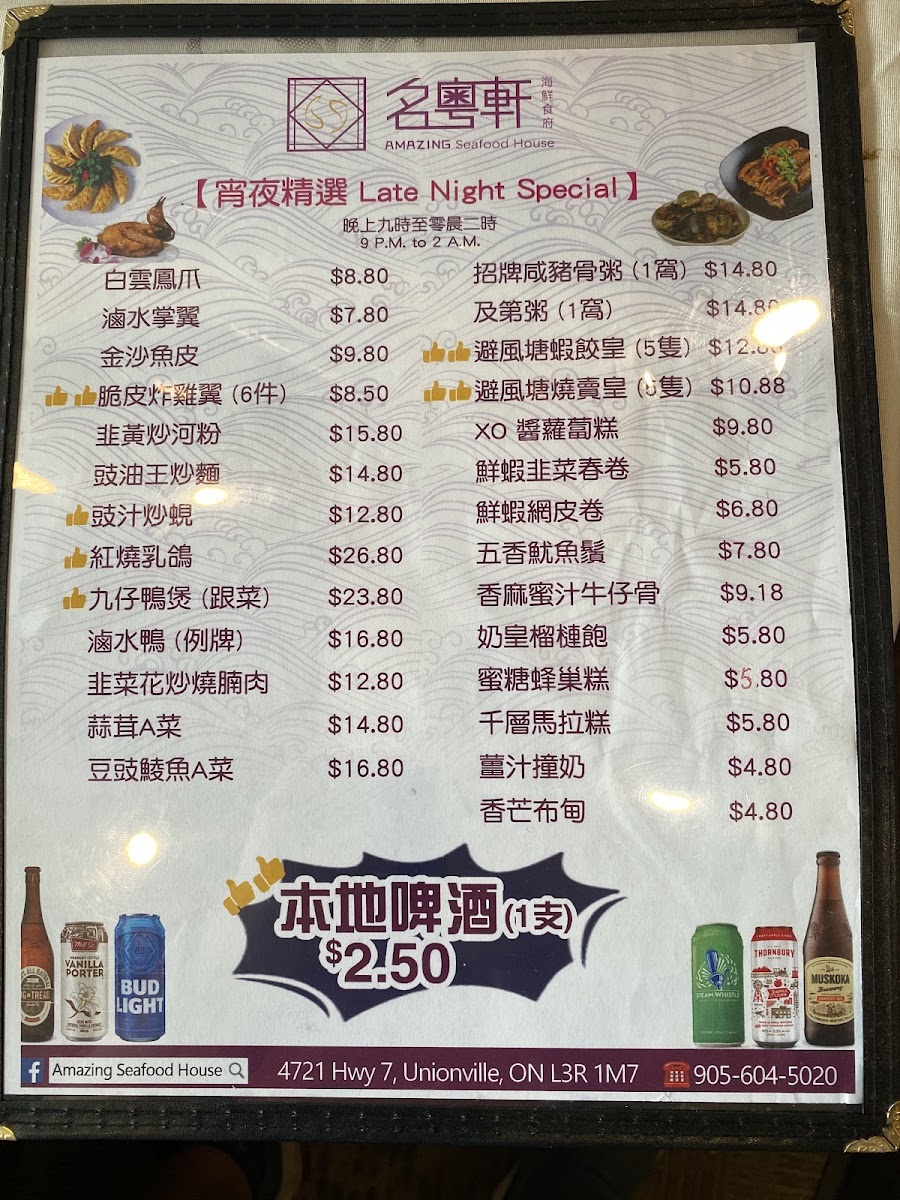 名粵軒 海鮮食府
AMAZING Seafood House
【宵夜精選 Late Night Special】
晚上九時至零晨二時
9 P.M. to 2 A.M.
白雲鳳爪 $8.80
滷水掌翼 $7.80
金沙魚皮 $9.80
脆皮炸雞翼 (6件) $8.50
韭黃炒河粉 $15.80
豉油王炒麵 $14.80
豉汁炒蜆 $12.80
紅燒乳鴿 $26.80
九仔鴨煲 (跟菜) $23.80
滷水鴨 (例牌) $16.80
韭菜花炒燒腩肉 $12.80
蒜茸A菜 $14.80
豆豉鯪魚A菜 $16.80
招牌咸豬骨粥 (1窩) $14.80
及第粥 (1窩) $14.80
避風塘蝦餃皇 (5隻)
避風塘燒賣皇 $10.88
XO 醬蘿蔔糕 $9.80
鮮蝦韭菜春卷 $5.80
鮮蝦網皮卷 $6.80
五香魷魚鬚 $7.80
香麻蜜汁牛仔骨 $9.18
奶皇榴槤飽 $5.80
蜜糖蜂巢糕 $5.80
千層馬拉糕 $5.80
薑汁撞奶 $4.80
香芒布甸 $4.80
本地啤酒 (1支)
$2.50
VANILLA
PORTER
BUD
LIGHT
STEAM WHISTLE
THORNBURY
MUSKOKA
Brewery
Amazing Seafood House
4721 Hwy 7, Unionville, ON L3R 1M7
905-604-5020